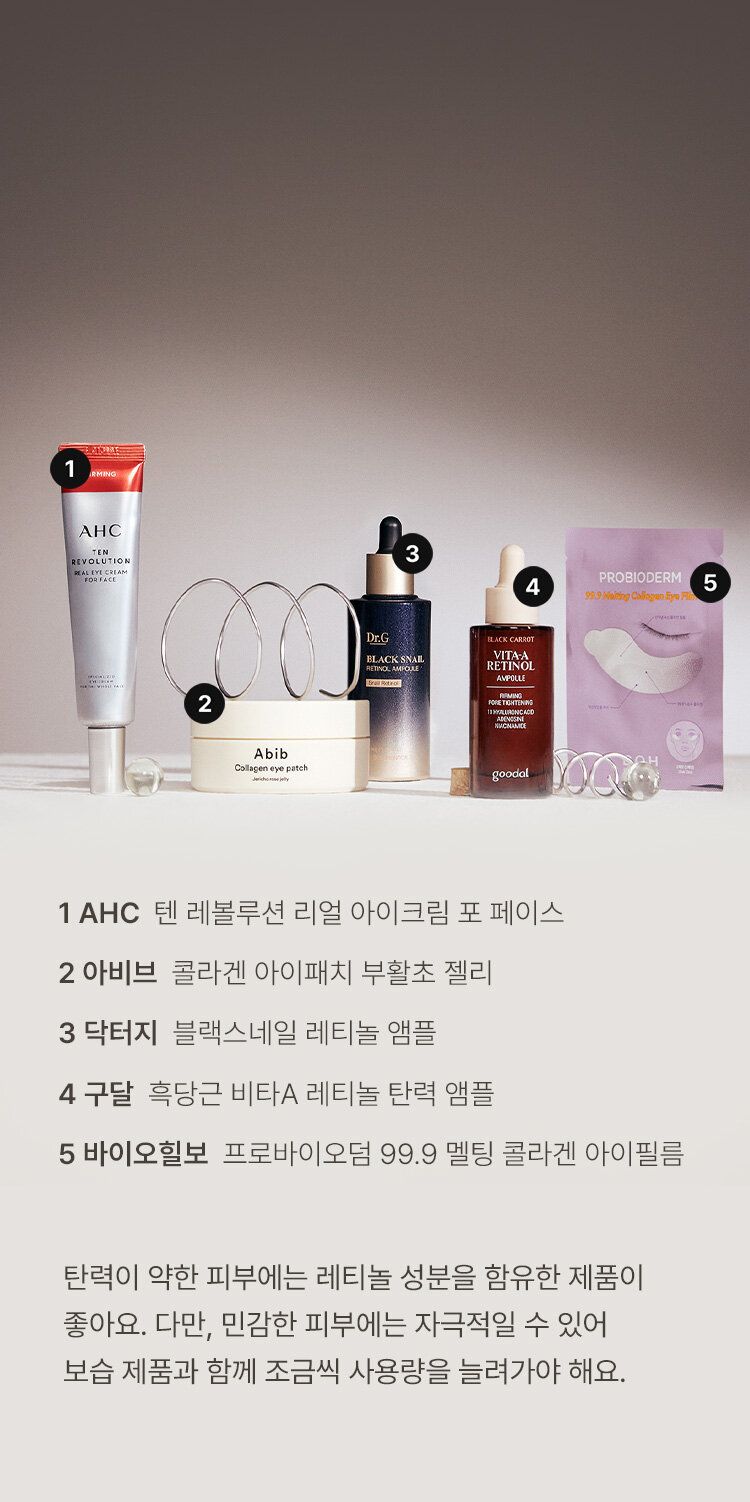 1
FIRMING
AHC
TEN
REVOLUTION
REAL EYE CREAM
FOR FACE
SPECIALIZED
EYE CREAM
FOR THE WHOLE FACE
2
Abib
Collagen eye patch
Jericho rose jelly
3
Dr.G
BLACK SNAIL
RETINOL AMPOULE
Snail Retinol
4
BLACK CARROT
VITA-A
RETINOL
AMPOULE
FIRMING
PORE TIGHTENING
10 HYALURONIC ACID
ADENOSINE
NIACINAMIDE
goodal
5
PROBIODERM
99.9 Melting Collagen Eye
1 AHC 텐 레볼루션 리얼 아이크림 포 페이스
2 아비브 콜라겐 아이패치 부활초 젤리
3 닥터지 블랙스네일 레티놀 앰플
4 구달 흑당근 비타A 레티놀 탄력 앰플
5 바이오힐보 프로바이오덤 99.9 멜팅 콜라겐 아이필름
탄력이 약한 피부에는 레티놀 성분을 함유한 제품이
좋아요. 다만, 민감한 피부에는 자극적일 수 있어
보습 제품과 함께 조금씩 사용량을 늘려가야 해요.